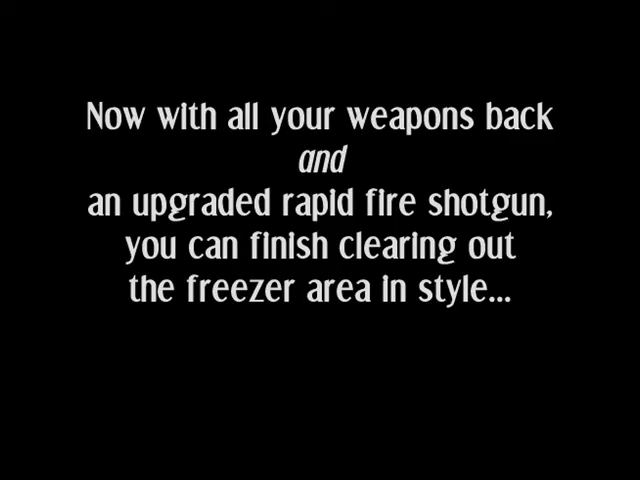 Now with all your weapons back
and
an upgraded rapid fire shotgun,
you can finish clearing out
the freezer area in style...